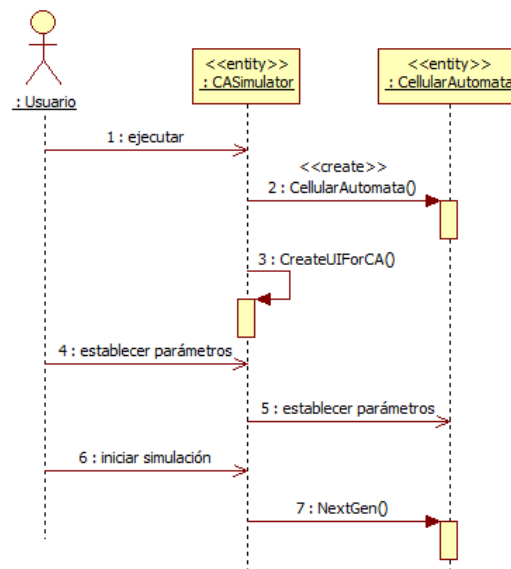 <<entity>>
: CASimulator
<<entity>>
: CellularAutomata
: Usuario
1 : ejecutar
<<create>>
2 : CellularAutomata()
3 : CreateUIForCA()
4 : establecer parámetros
5 : establecer parámetros
6 : iniciar simulación
7 : NextGen()